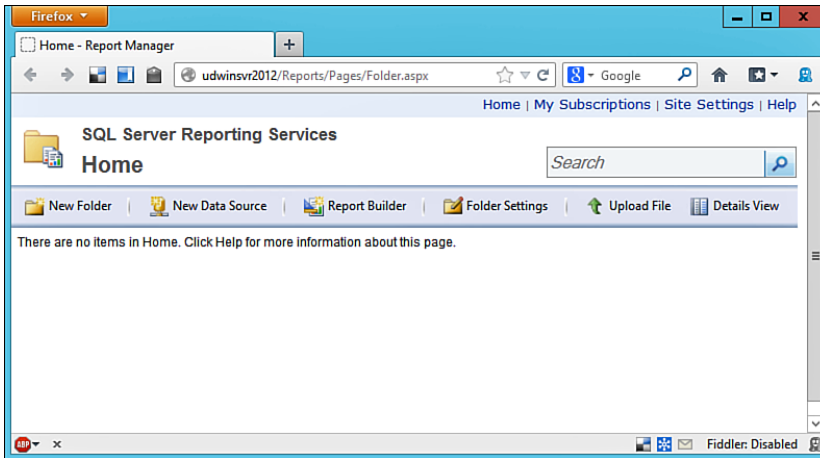 Firefox
Home - Report Manager
+
udwinsvr2012/Reports/Pages/Folder.aspx
8 Google
Home | My Subscriptions | Site Settings | Help
SQL Server Reporting Services
Home
Search
New Folder | New Data Source | Report Builder | Folder Settings | Upload File Details View
There are no items in Home. Click Help for more information about this page.
ABP x Fiddler: Disabled